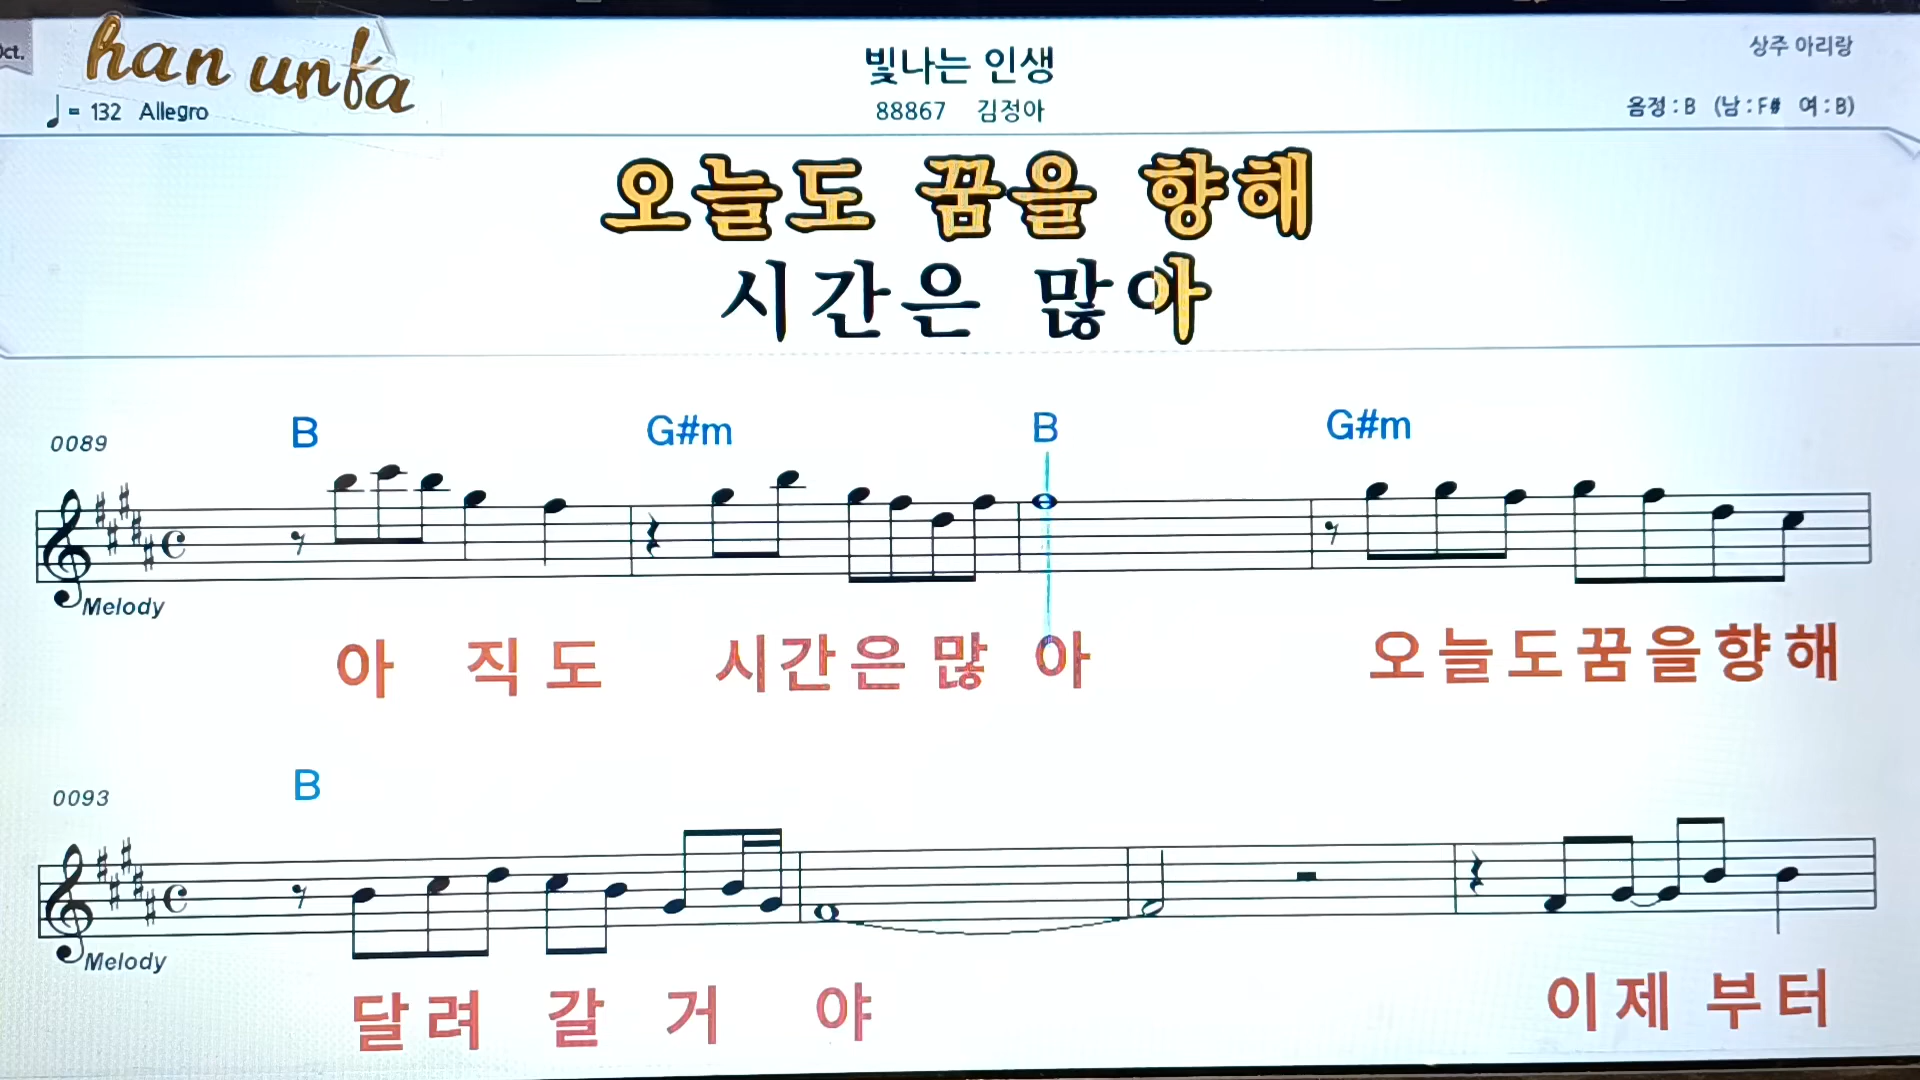 Oct.
han unfa
빛나는 인생
상주 아리랑
♩ = 132 Allegro
88867 김정아
음정 : B (남 : F# 여 : B)
오늘도 꿈을 향해
시간은 많아
B G#m B G#m
0089
Melody
아 직 도 시 간 은 많 아 오 늘 도 꿈 을 향 해
B
0093
Melody
달 려 갈 거 야 이 제 부 터